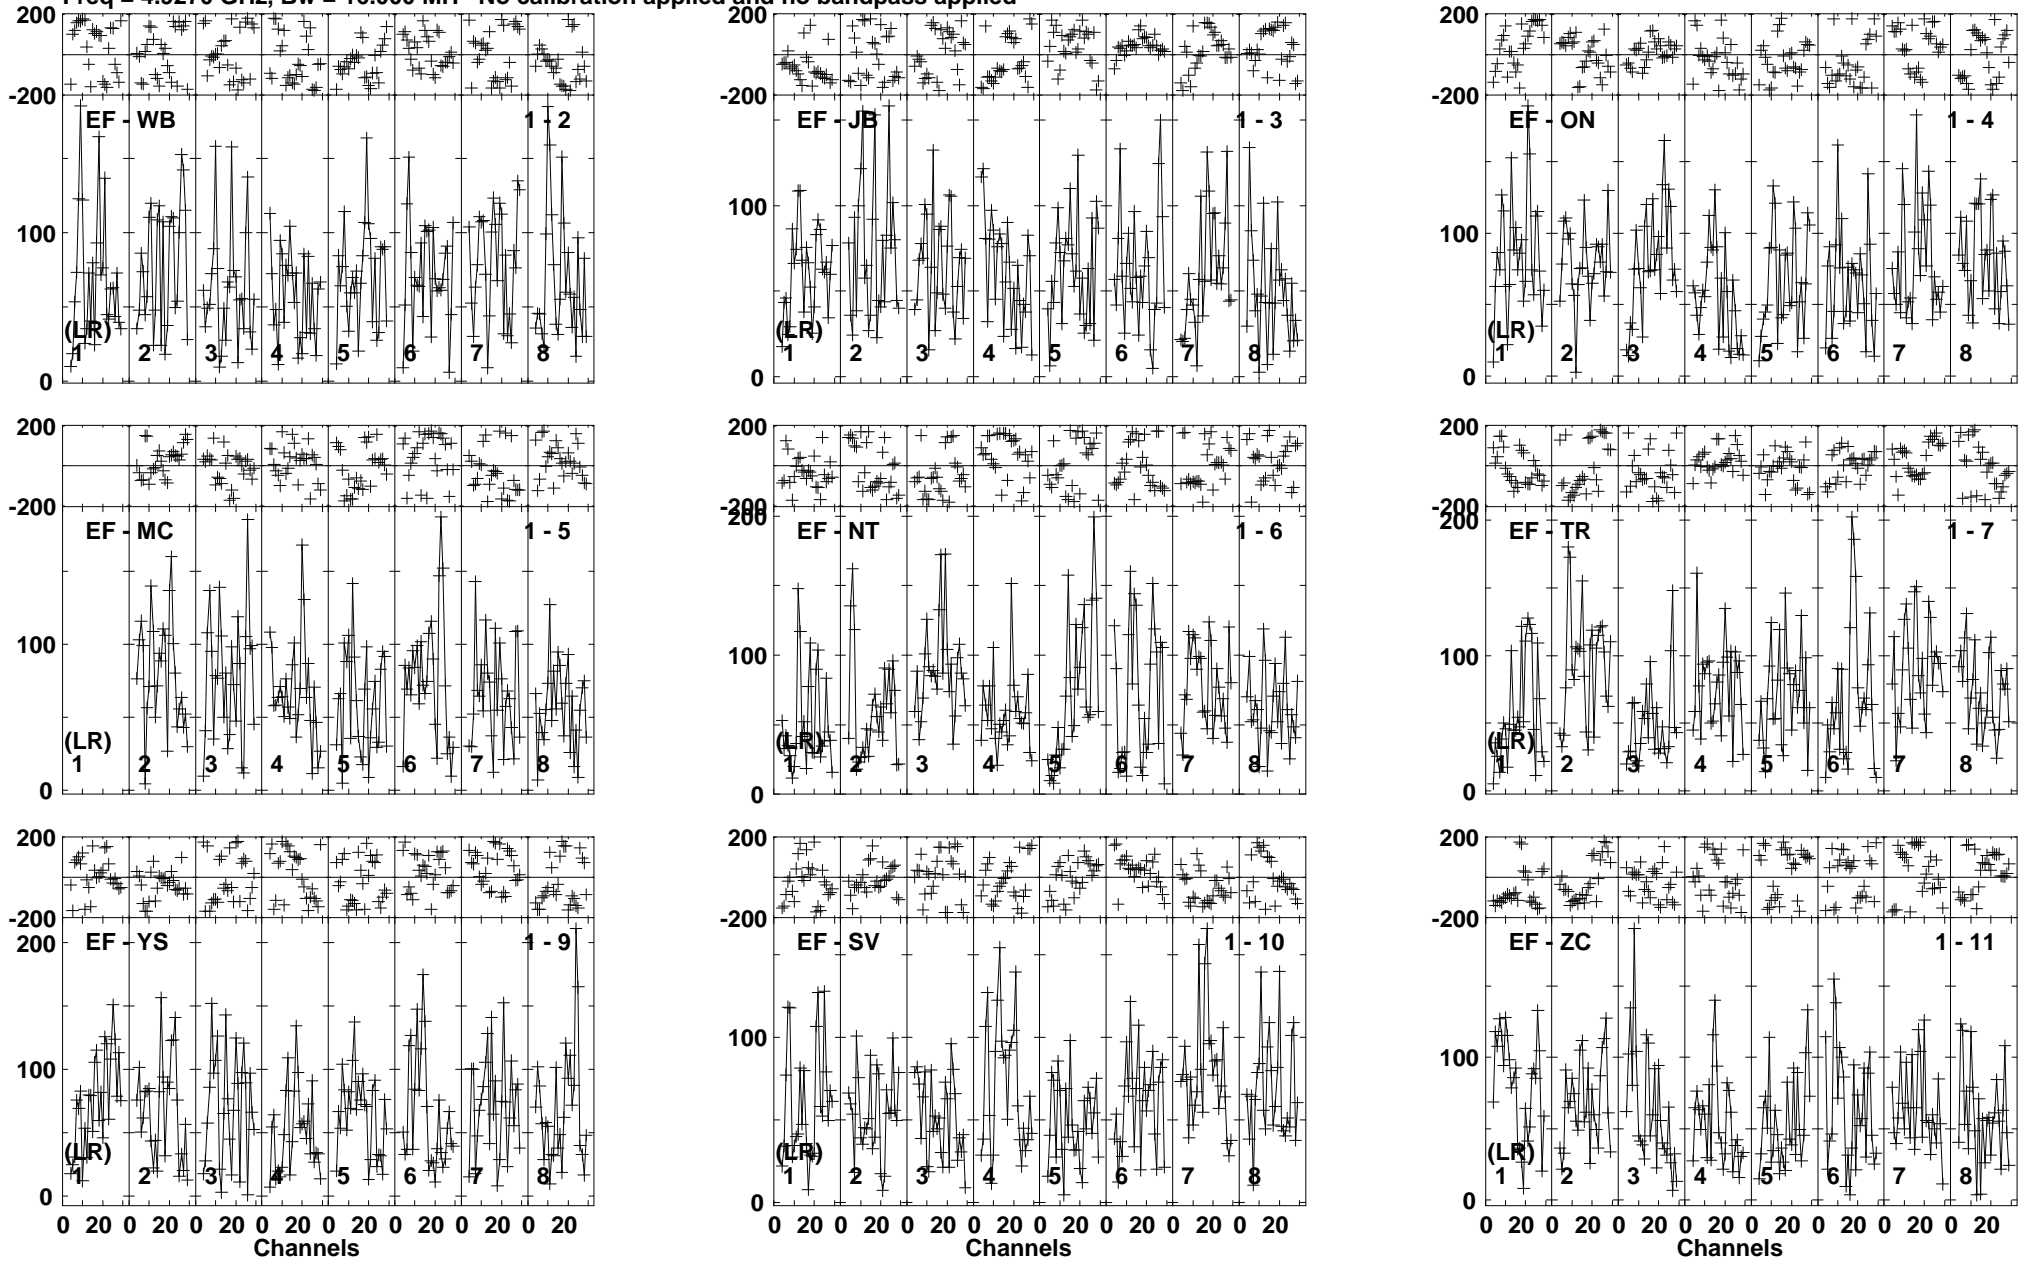 Freq = 4.9270 GHz, Bw = 16.000 MH No calibration applied and no bandpass applied
200 200 200
-200 -200 -200
EF - WB 1 - 2 EF - JB 1 - 3 EF - ON 1 - 4
100 100 100
(LR) (LR) (LR)
1 2 3 4 5 6 7 8 1 2 3 4 5 6 7 8 1 2 3 4 5 6 7 8
0 0 0
200 200 200
-200 -200 -200
200 200
EF - MC 1 - 5 EF - NT 1 - 6 EF - TR 1 - 7
100 100 100
(LR) (LR) (LR)
1 2 3 4 5 6 7 8 1 2 3 4 5 6 7 8 1 2 3 4 5 6 7 8
0 0 0
200 200 200
-200 -200 -200
EF - YS 1 - 9 EF - SV 1 - 10 EF - ZC 1 - 11
200
100 100 100
(LR) (LR) (LR)
1 2 3 4 5 6 7 8 1 2 3 4 5 6 7 8 1 2 3 4 5 6 7 8
0 0 0
0 20 0 20 0 20 0 20 0 20 0 20 0 20 0 20 0 20 0 20 0 20 0 20 0 20 0 20 0 20 0 20 0 20 0 20 0 20 0 20 0 20 0 20 0 20 0 20
Channels Channels Channels